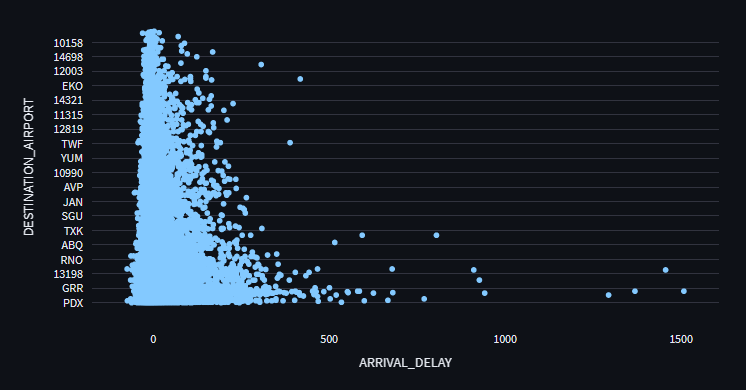 DESTINATION_AIRPORT
10158
14698
12003
EKO
14321
11315
12819
TWF
YUM
10990
AVP
JAN
SGU
TXK
ABQ
RNO
13198
GRR
PDX
0 500 1000 1500
ARRIVAL_DELAY